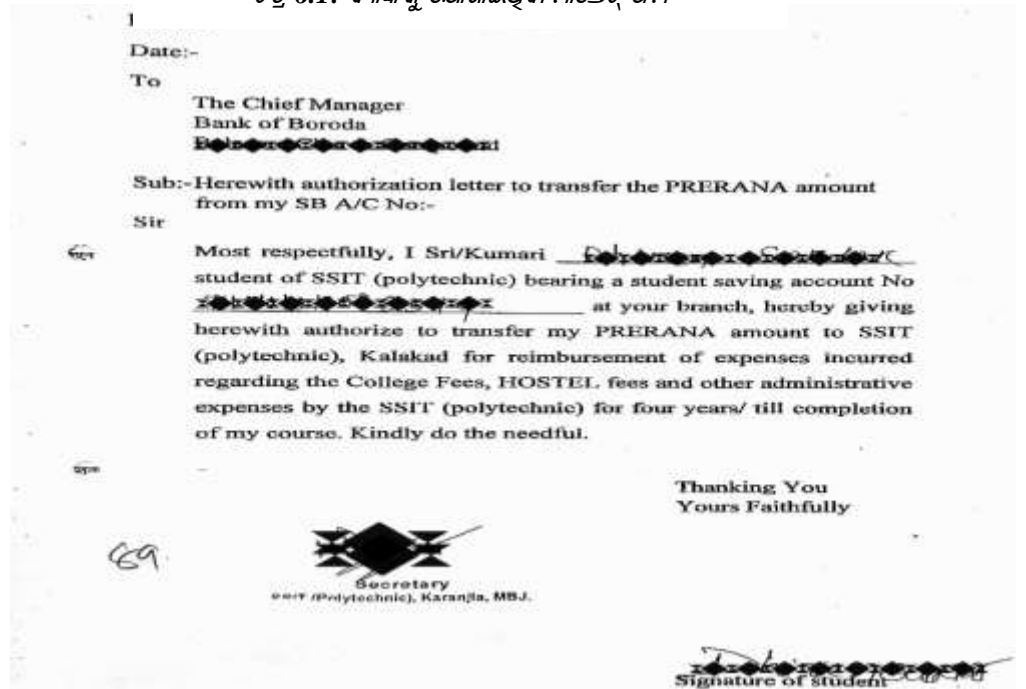 Date:-
To
The Chief Manager
Bank of Boroda
Sub:-Herewith authorization letter to transfer the PRERANA amount
from my SB A/C No:-
Sir
Most respectfully, I Sri/Kumari
student of SSIT (polytechnic) bearing a student saving account No
at your branch, hereby giving
herewith authorize to transfer my PRERANA amount to SSIT
(polytechnic), Kalakad for reimbursement of expenses incurred
regarding the College Fees, HOSTEL fees and other administrative
expenses by the SSIT (polytechnic) for four years/ till completion
of my course. Kindly do the needful.
Thanking You
Yours Faithfully
89
Secretary
(Polytechnic), Karanjia, MBJ.
Signature of student